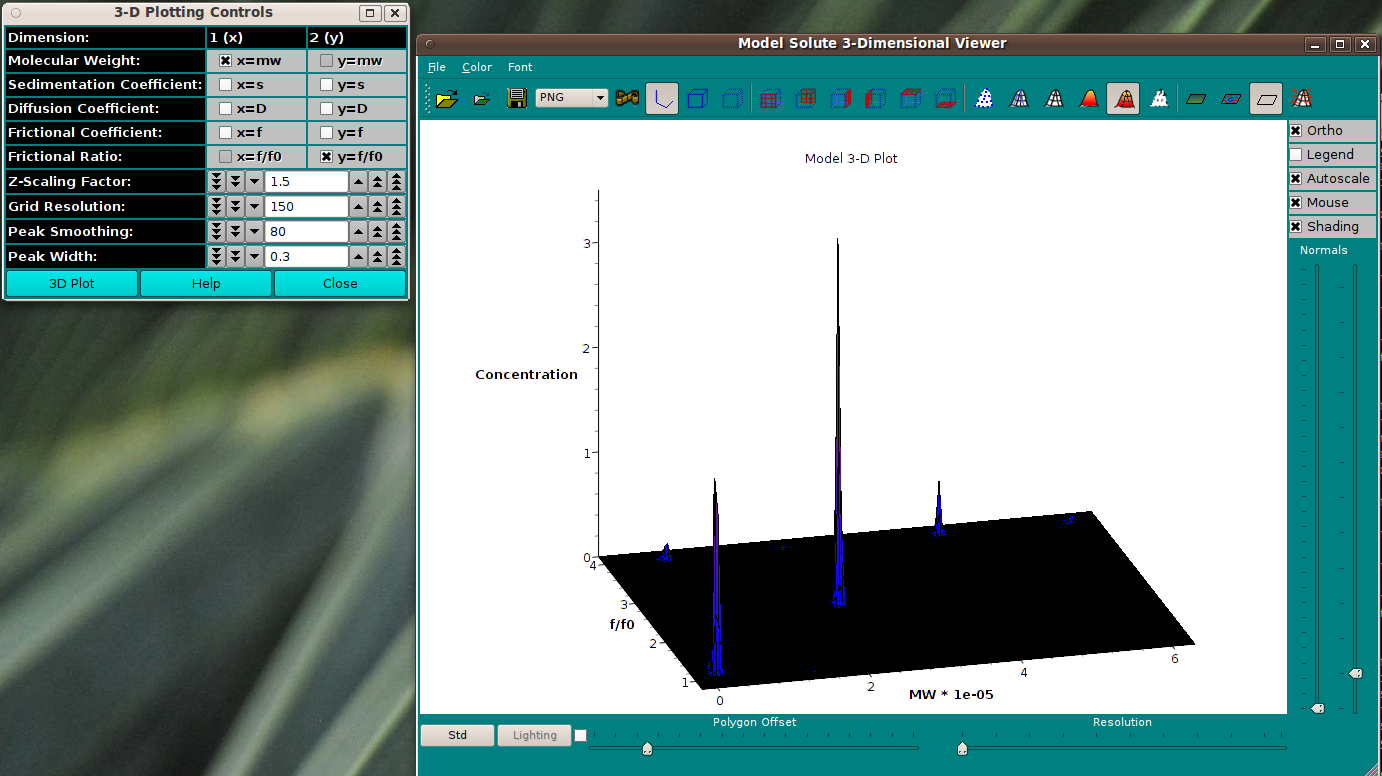 3-D Plotting Controls
Dimension: 1 (x) 2 (y)
Molecular Weight: x=mw y=mw
Sedimentation Coefficient: x=s y=s
Diffusion Coefficient: x=D y=D
Frictional Coefficient: x=f y=f
Frictional Ratio: x=f/f0 y=f/f0
Z-Scaling Factor: 1.5
Grid Resolution: 150
Peak Smoothing: 80
Peak Width: 0.3
3D Plot Help Close
Model Solute 3-Dimensional Viewer
File Color Font
PNG
Model 3-D Plot
3
2
Concentration
1
0
4
3
f/f0
2
1
0
2
4
6
MW * 1e-05
Ortho
Legend
Autoscale
Mouse
Shading
Normals
Polygon Offset Resolution
Std Lighting